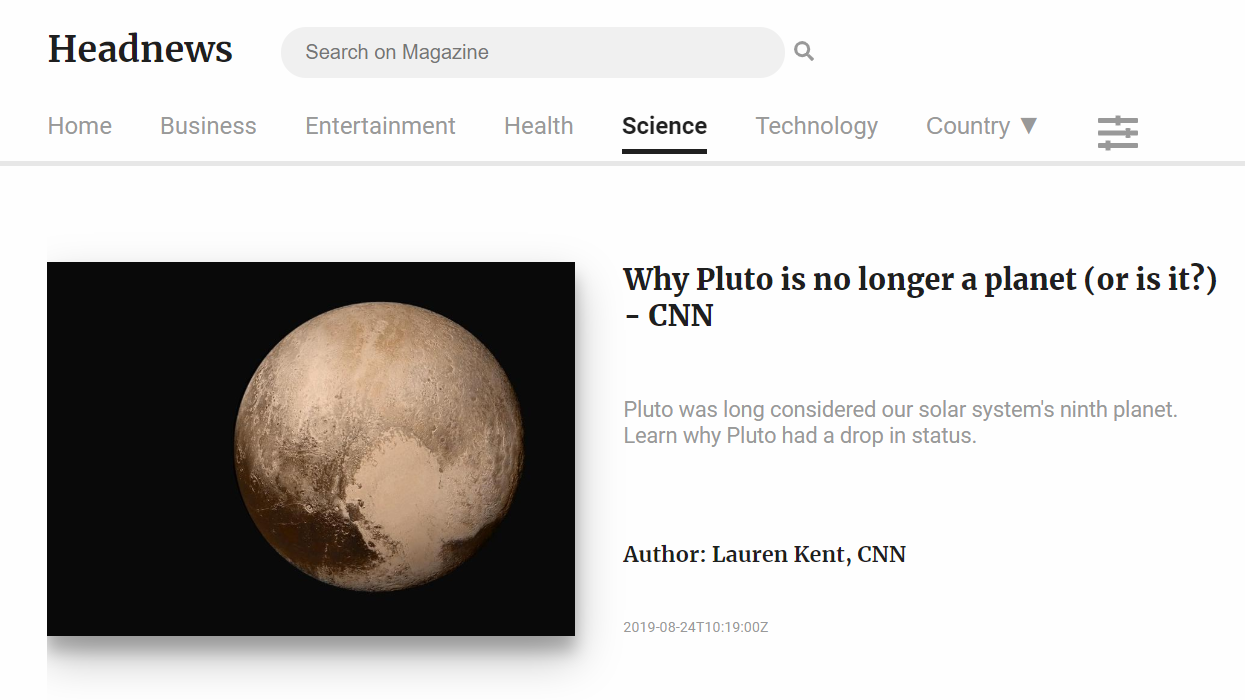 Headnews
Search on Magazine
Home Business Entertainment Health Science Technology Country ▼
Why Pluto is no longer a planet (or is it?)
- CNN
Pluto was long considered our solar system's ninth planet.
Learn why Pluto had a drop in status.
Author: Lauren Kent, CNN
2019-08-24T10:19:00Z